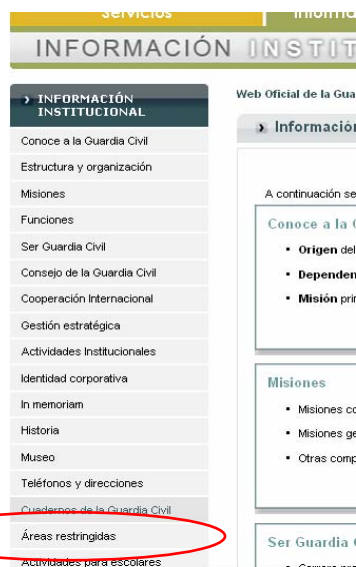 Servicios
INFORMACIÓN
INFORMACIÓN
INSTITUCIONAL
Conoce a la Guardia Civil
Estructura y organización
Misiones
Funciones
Ser Guardia Civil
Consejo de la Guardia Civil
Cooperación Internacional
Gestión estratégica
Actividades Institucionales
Identidad corporativa
In memoriam
Historia
Museo
Teléfonos y direcciones
Cuadernos de la Guardia Civil
Áreas restringidas
Actividades para escolares
Web Oficial de la Gua
Información
A continuación se
Conoce a la
Origen del
Dependen
Misión pri
Misiones
Misiones co
Misiones ge
Otras comp
Ser Guardia